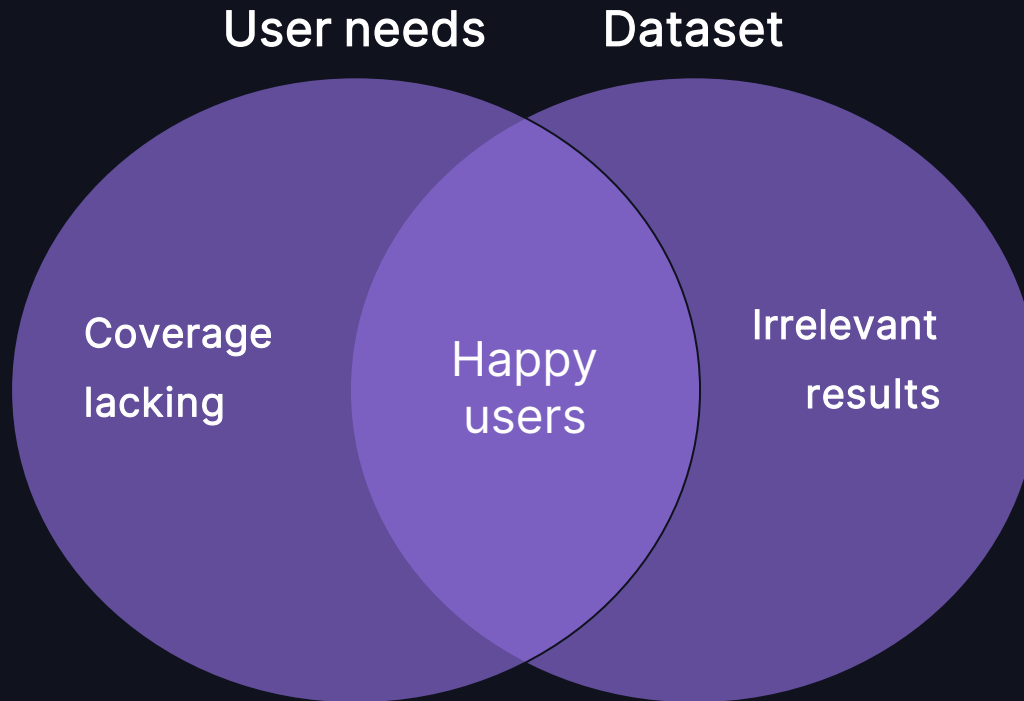 User needs
Dataset
Coverage
lacking
Happy
users
Irrelevant
results